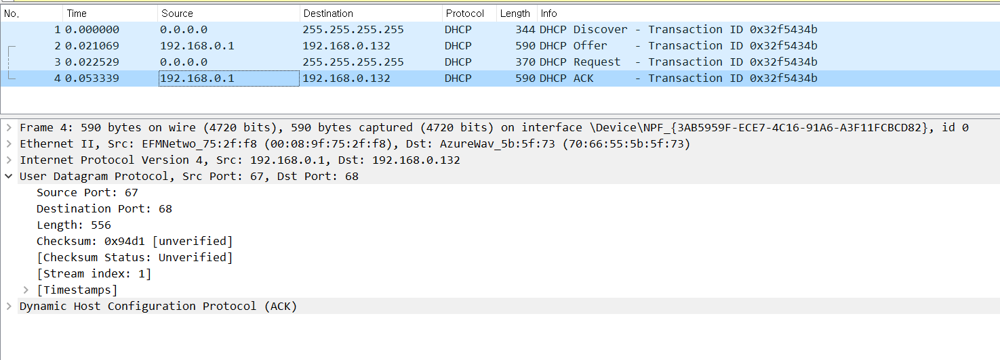 No. Time Source Destination Protocol Length Info
1 0.000000 0.0.0.0 255.255.255.255 DHCP 344 DHCP Discover - Transaction ID 0x32f5434b
2 0.021069 192.168.0.1 192.168.0.132 DHCP 590 DHCP Offer - Transaction ID 0x32f5434b
3 0.022529 0.0.0.0 255.255.255.255 DHCP 370 DHCP Request - Transaction ID 0x32f5434b
4 0.053339 192.168.0.1 192.168.0.132 DHCP 590 DHCP ACK - Transaction ID 0x32f5434b
Frame 4: 590 bytes on wire (4720 bits), 590 bytes captured (4720 bits) on interface \Device\NPF_{3AB5959F-ECE7-4C16-91A6-A3F11FCBCD82}, id 0
Ethernet II, Src: EFMNetwo_75:2f:f8 (00:08:9f:75:2f:f8), Dst: AzureWav_5b:5f:73 (70:66:55:5b:5f:73)
Internet Protocol Version 4, Src: 192.168.0.1, Dst: 192.168.0.132
User Datagram Protocol, Src Port: 67, Dst Port: 68
Source Port: 67
Destination Port: 68
Length: 556
Checksum: 0x94d1 [unverified]
[Checksum Status: Unverified]
[Stream index: 1]
[Timestamps]
Dynamic Host Configuration Protocol (ACK)